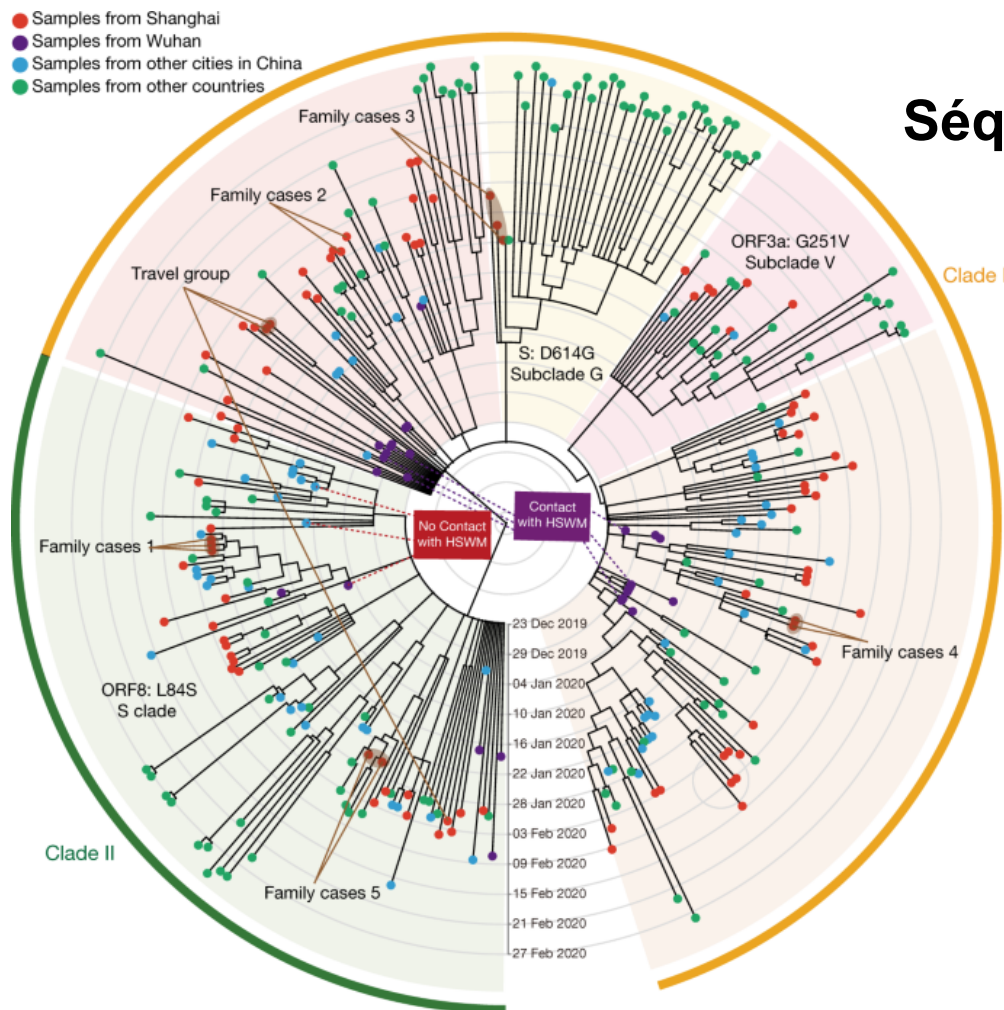 Samples from Shanghai
Samples from Wuhan
Samples from other cities in China
Samples from other countries
Séq
Family cases 3
Family cases 2
Travel group
ORF3a: G251V
Subclade V
Clade
S: D614G
Subclade G
Contact
with HSWM
No Contact
with HSWM
Family cases 1
Family cases 4
ORF8: L84S
S clade
Clade II
Family cases 5
23 Dec 2019
29 Dec 2019
04 Jan 2020
10 Jan 2020
16 Jan 2020
22 Jan 2020
28 Jan 2020
03 Feb 2020
09 Feb 2020
15 Feb 2020
21 Feb 2020
27 Feb 2020